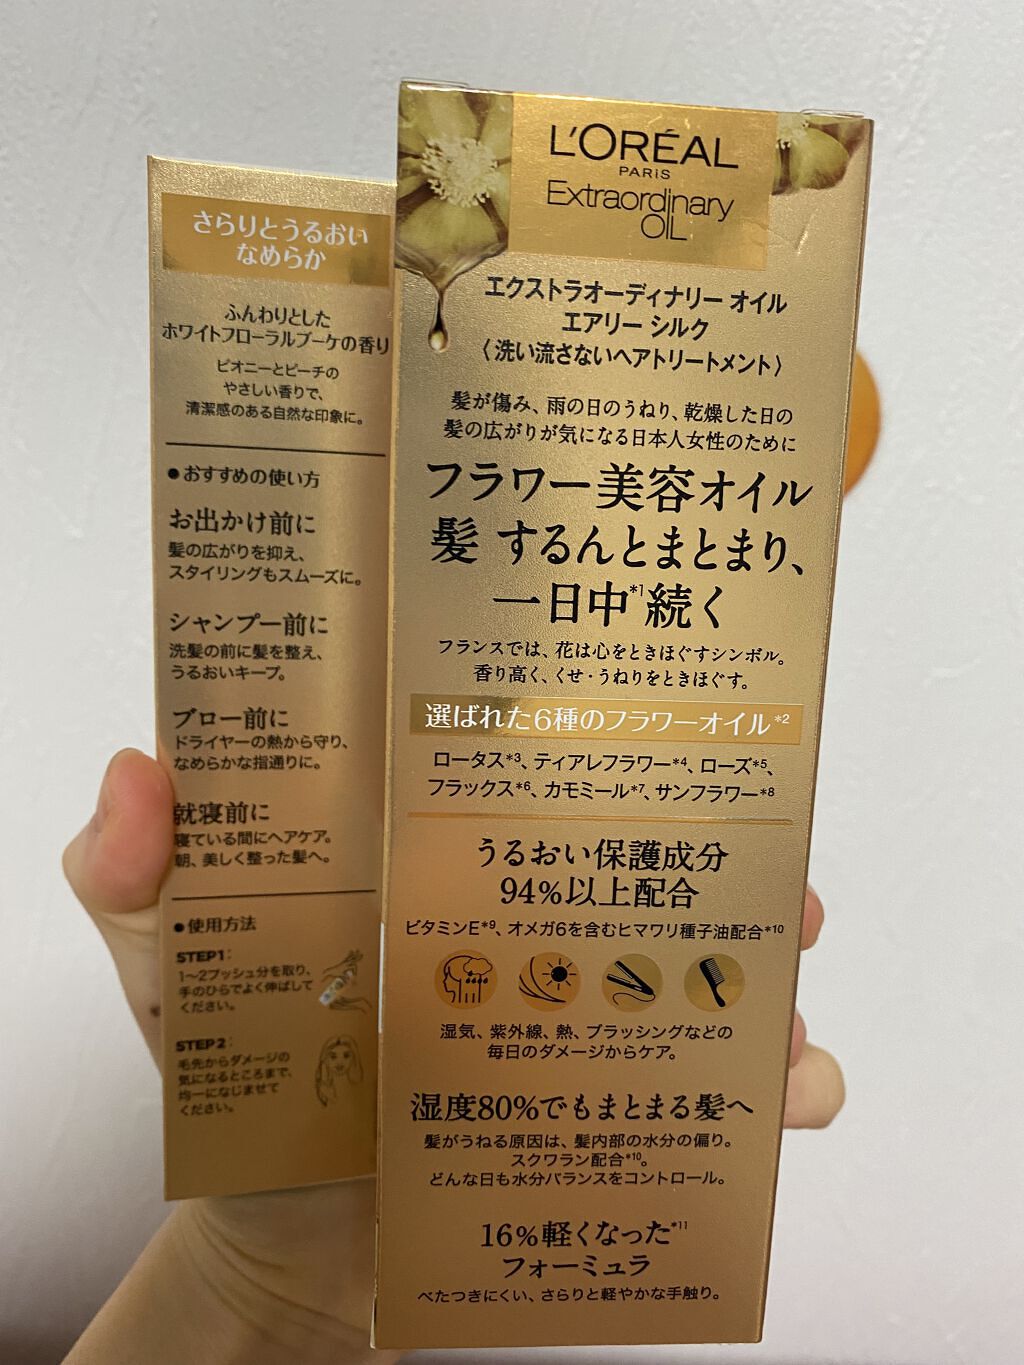 さらりとうるおい
なめらか
ふんわりとした
ホワイトフローラルブーケの香り
ピオニーとピーチの
やさしい香りで、
清潔感のある自然な印象に。
●おすすめの使い方
お出かけ前に
髪の広がりを抑え、
スタイリングもスムーズに。
シャンプー前に
洗髪の前に髪を整え、
うるおいキープ。
ブロー前に
ドライヤーの熱から守り、
なめらかな指通りに。
就寝前に
寝ている間にヘアケア。
朝、美しく整った髪へ。
●使用方法
STEP1:
1〜2プッシュ分を取り、
手のひらでよく伸ばして
ください。
STEP2:
毛先からダメージの
気になるところまで、
均一になじませて
ください。
L'ORÉAL
PARIS
Extraordinary
OIL
エクストラオーディナリー オイル
エアリー シルク
〈洗い流さないヘアトリートメント〉
髪が傷み、雨の日のうねり、乾燥した日の
髪の広がりが気になる日本人女性のために
フラワー美容オイル
髪 するんとまとまり、
一日中*1続く
フランスでは、花は心をときほぐすシンボル。
香り高く、くせ・うねりをときほぐす。
選ばれた6種のフラワーオイル*2
ロータス*3、ティアレフラワー*4、ローズ*5、
フラックス*6、カモミール*7、サンフラワー*8
うるおい保護成分
94%以上配合
ビタミンE*9、オメガ6を含むヒマワリ種子油配合*10
湿気、紫外線、熱、ブラッシングなどの
毎日のダメージからケア。
湿度80%でもまとまる髪へ
髪がうねる原因は、髪内部の水分の偏り。
スクワラン配合*10。
どんな日も水分バランスをコントロール。
16%軽くなった*11
フォーミュラ
べたつきにくい、さらりと軽やかな手触り。